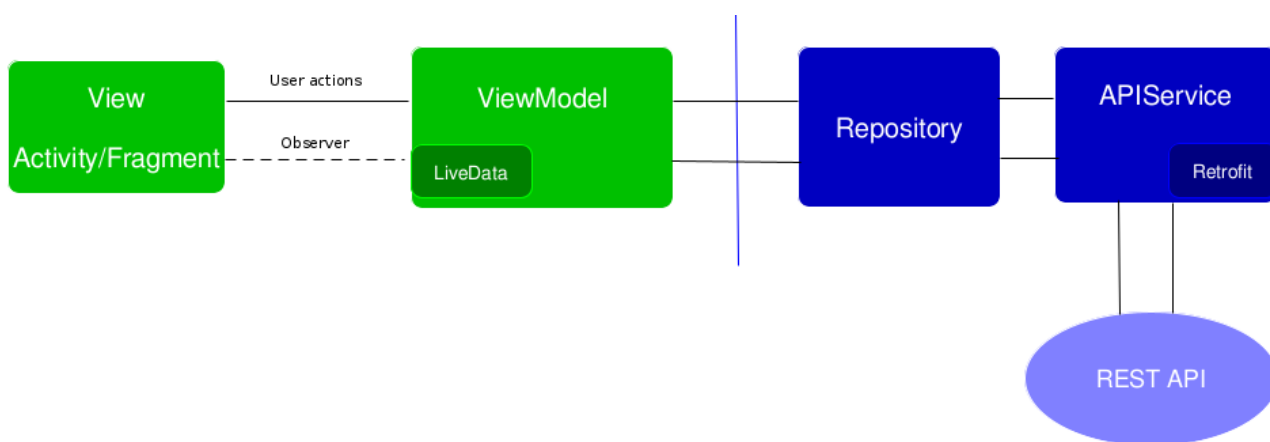 View
Activity/Fragment
User actions
Observer
ViewModel
LiveData
Repository
APIService
Retrofit
REST API